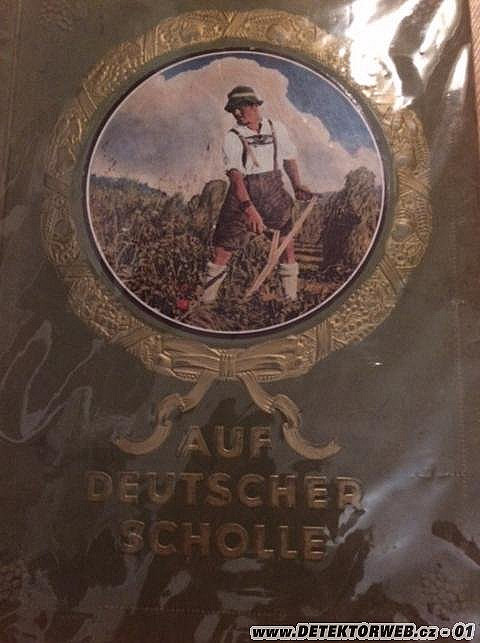 AUF
DEUTSCHER
SCHOLLE
www.DETEKTORWEB.cz - 01